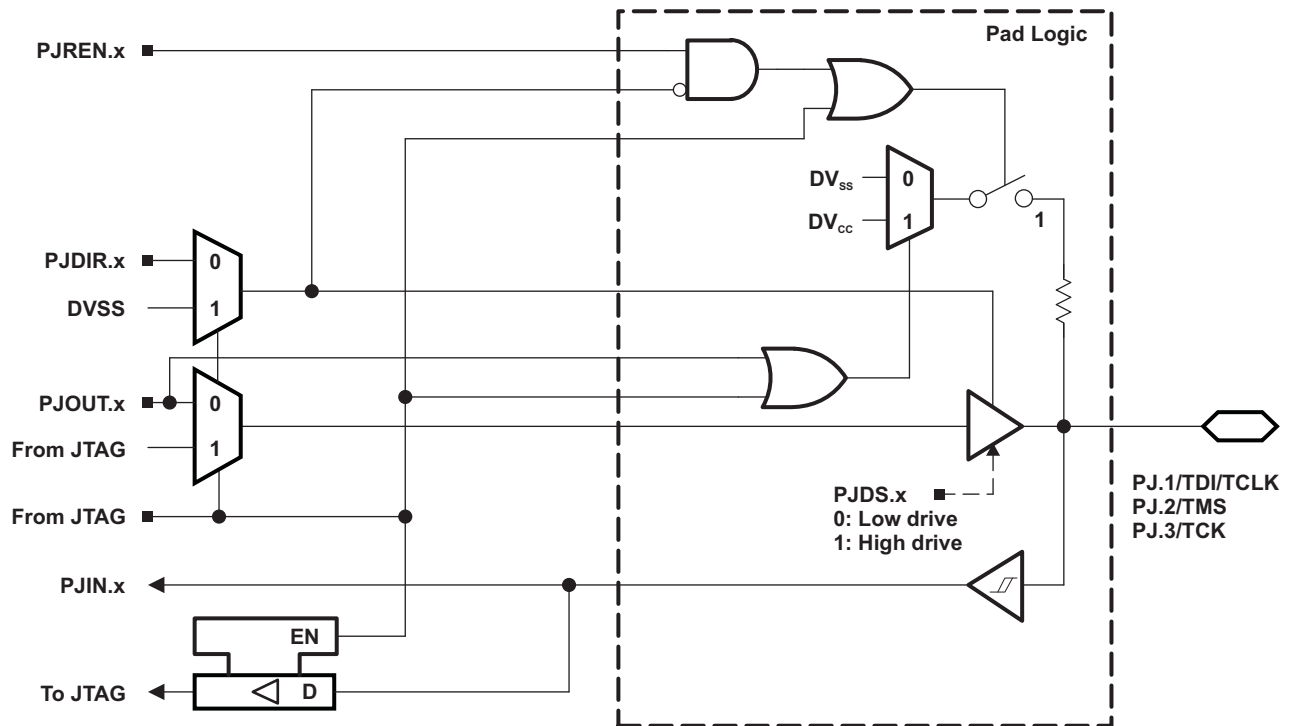 Pad Logic
PJREN.x
DVss
0
DVcc
1
1
PJDIR.x
0
DVSS
1
PJOUT.x
0
From JTAG
1
From JTAG
PJDS.x
0: Low drive
1: High drive
PJ.1/TDI/TCLK
PJ.2/TMS
PJ.3/TCK
PJIN.x
EN
To JTAG
D